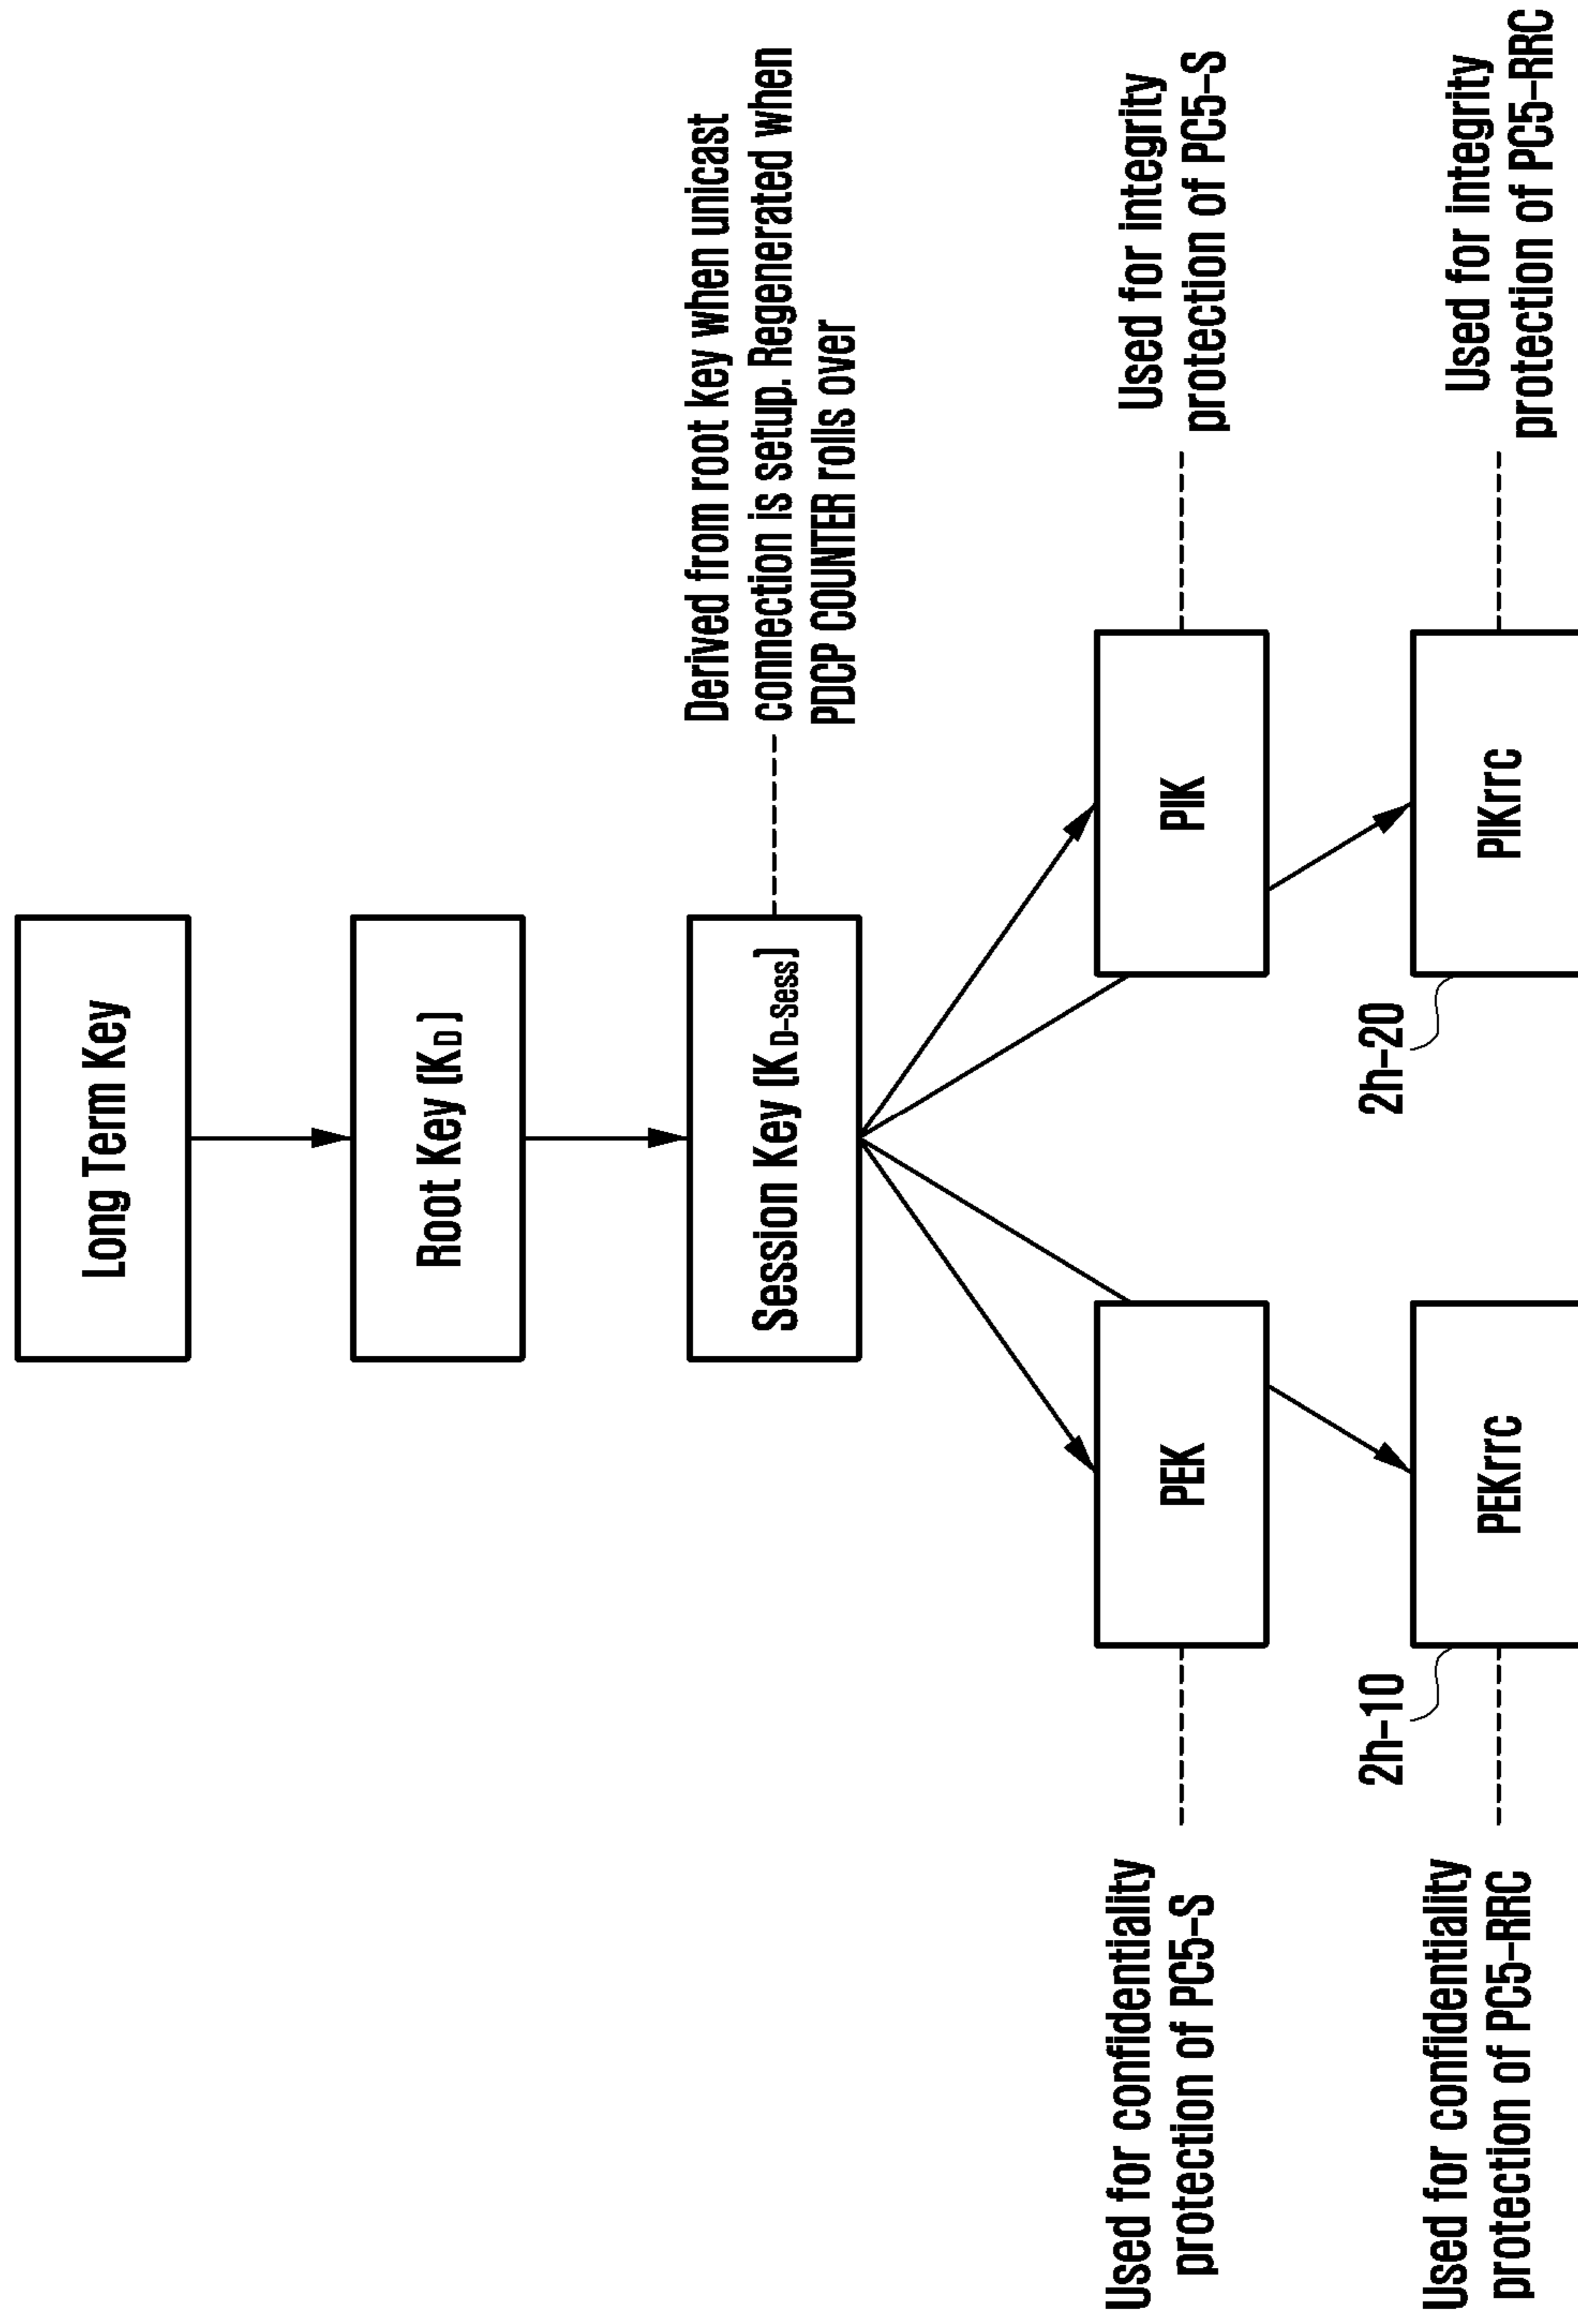 Long Term Key
Root Key (KD)
Session Key (KD-sess)
Derived from root key when unicast
connection is setup. Regenerated when
PDCP COUNTER rolls over
Used for confidentiality
protection of PC5-S
PEK
PIK
Used for integrity
protection of PC5-S
2h-10
2h-20
Used for confidentiality
protection of PC5-RRC
PEKrrc
PIKrrc
Used for integrity
protection of PC5-RRC